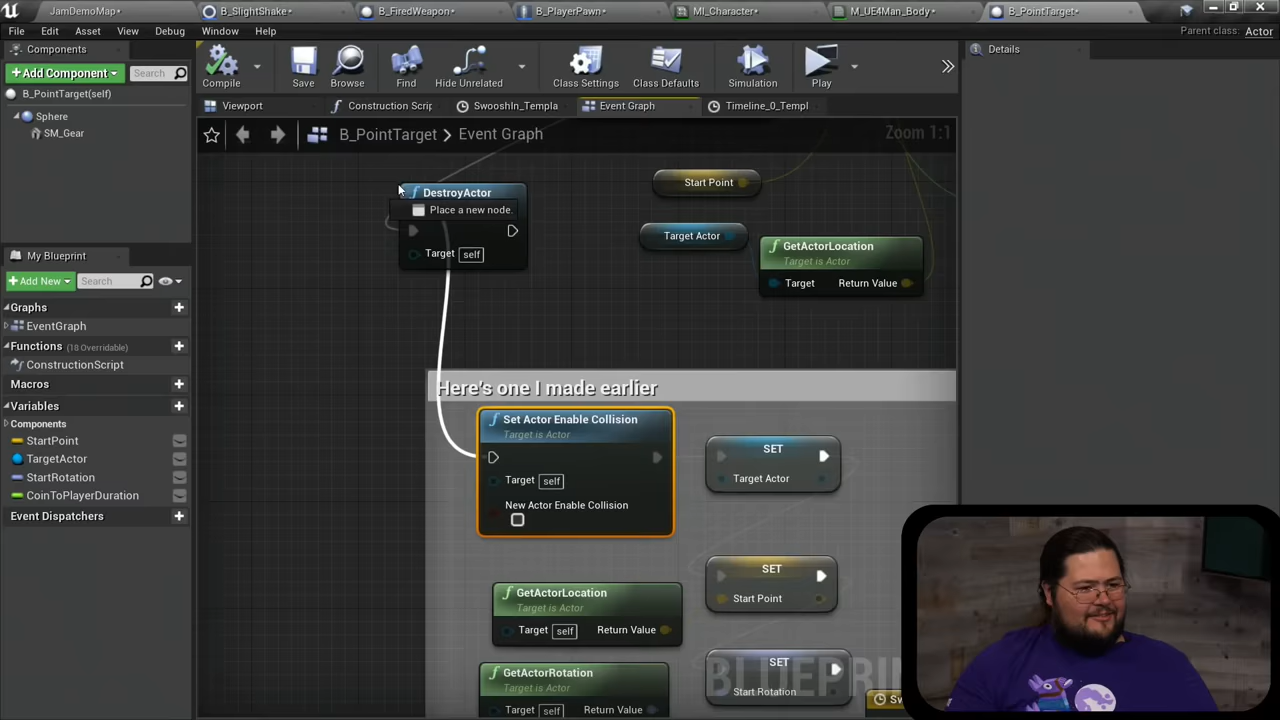 JamDemoMap*
B_SlightShake*
B_FiredWeapon*
B_PlayerPawn*
MI_Character*
M_UE4Man_Body*
B_PointTarget*
File
Edit
Asset
View
Debug
Window
Help
Parent class: Actor
Components
Add Component
Search
B_PointTarget(self)
Sphere
SM_Gear
Compile
Save
Browse
Find
Hide Unrelated
Class Settings
Class Defaults
Simulation
Play
Details
Viewport
Construction Scrip
SwooshIn_Templa
Event Graph
Timeline_0_Templ
B_PointTarget > Event Graph
Zoom 1:1
DestroyActor
Place a new node.
Target self
Start Point
Target Actor
GetActorLocation
Target is Actor
Target
Return Value
My Blueprint
Add New
Search
Graphs
EventGraph
Functions (18 Overridable)
ConstructionScript
Macros
Variables
Components
StartPoint
TargetActor
StartRotation
CoinToPlayerDuration
Event Dispatchers
Here's one I made earlier
Set Actor Enable Collision
Target is Actor
Target self
New Actor Enable Collision
SET
Target Actor
SET
Start Point
GetActorLocation
Target is Actor
Target self
Return Value
SET
Start Rotation
GetActorRotation
Target is Actor
Target self
Return Value
BLUEPRIN
Sw